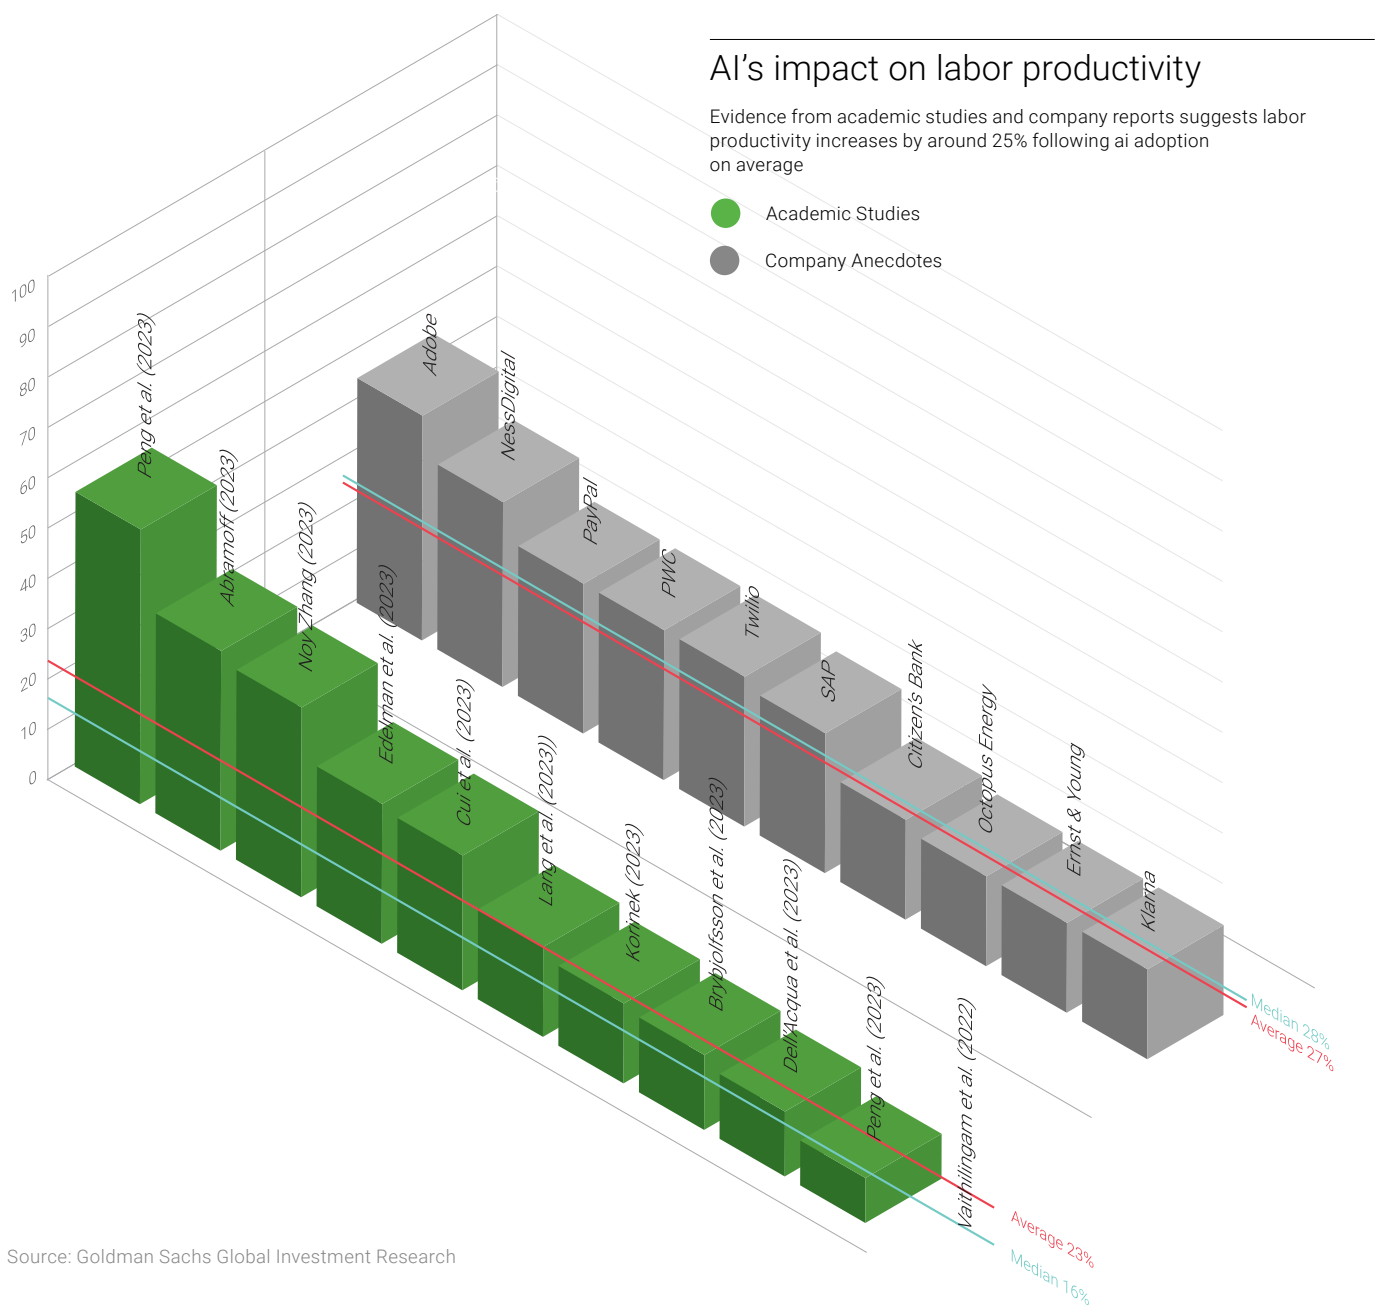 AI's impact on labor productivity
Evidence from academic studies and company reports suggests labor
productivity increases by around 25% following ai adoption
on average
Academic Studies
Company Anecdotes
100
90
80
70
60
50
40
30
20
10
0
Peng et al. (2023)
Abramoff (2023)
Noy Zhang (2023)
Edelman et al. (2023)
Cui et al. (2023)
Lang et al. (2023))
Korinek (2023)
Brybjolfsson et al. (2023)
Dell'Acqua et al. (2023)
Peng et al. (2023)
Vaithilingam et al. (2022)
Adobe
NessDigital
PayPal
PWC
Twilio
SAP
Citizen's Bank
Octopus Energy
Ernst & Young
Klarna
Median 28%
Average 27%
Average 23%
Median 16%
Source: Goldman Sachs Global Investment Research